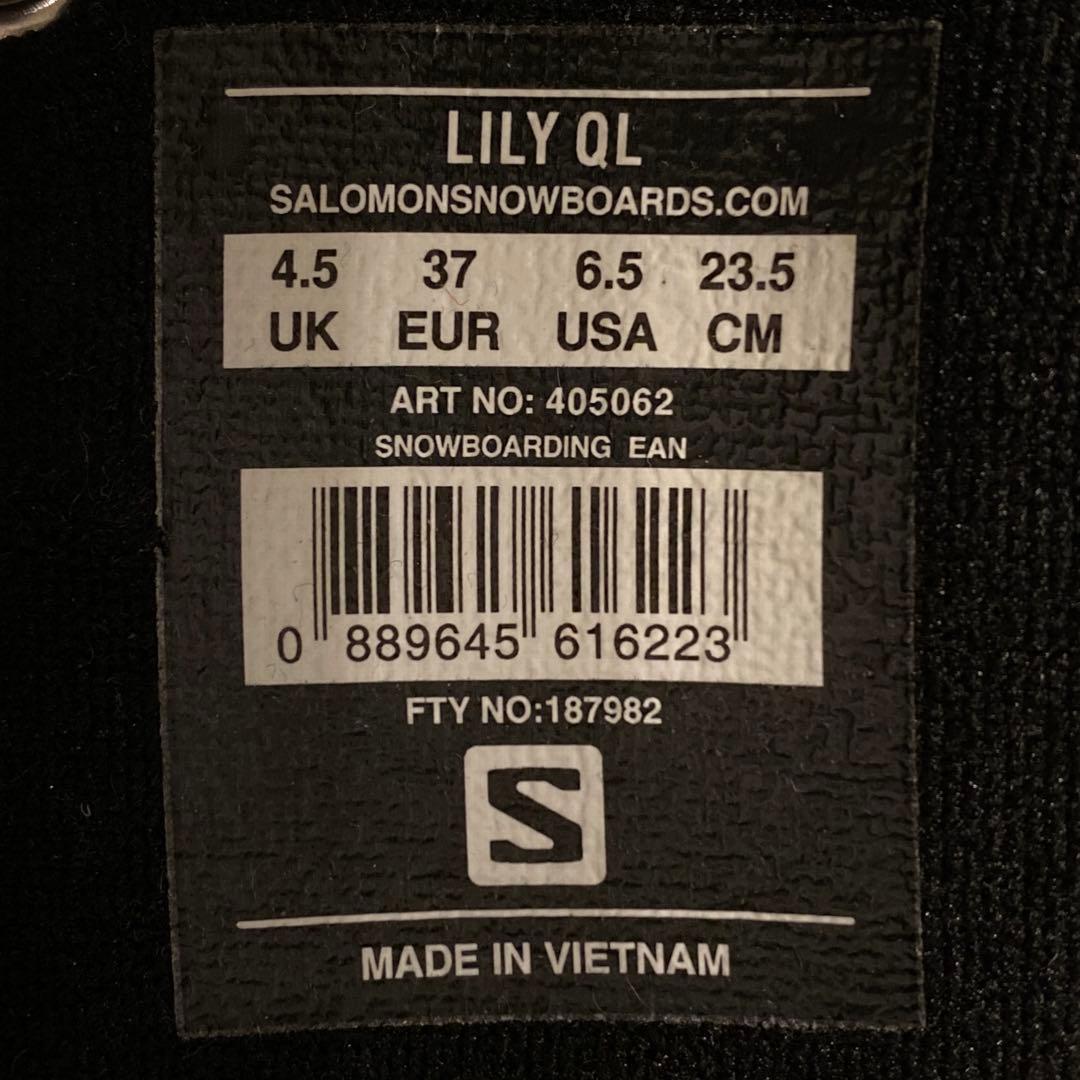 LILY QL
SALOMONSNOWBOARDS.COM
4.5 37 6.5 23.5
UK EUR USA CM
ART NO: 405062
SNOWBOARDING EAN
0 889645 616223
FTY NO:187982
S
MADE IN VIETNAM